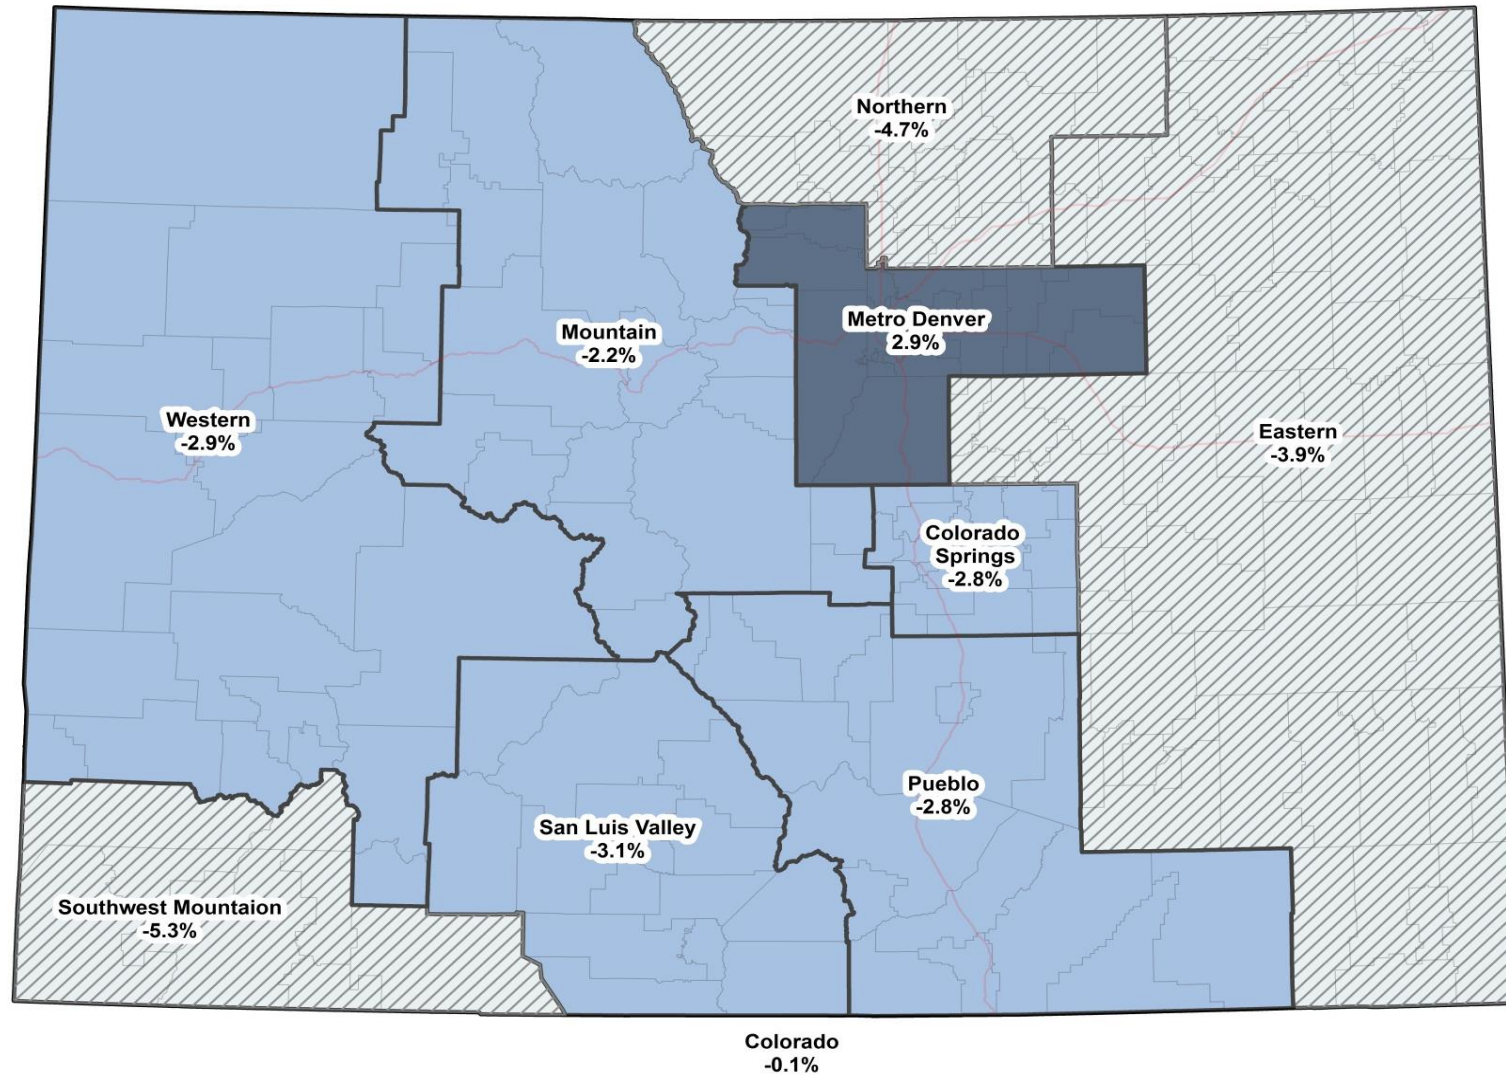 Northern
-4.7%
Metro Denver
2.9%
Mountain
-2.2%
Western
-2.9%
Eastern
-3.9%
Colorado
Springs
-2.8%
Pueblo
-2.8%
San Luis Valley
-3.1%
Southwest Mountaion
-5.3%
Colorado
-0.1%